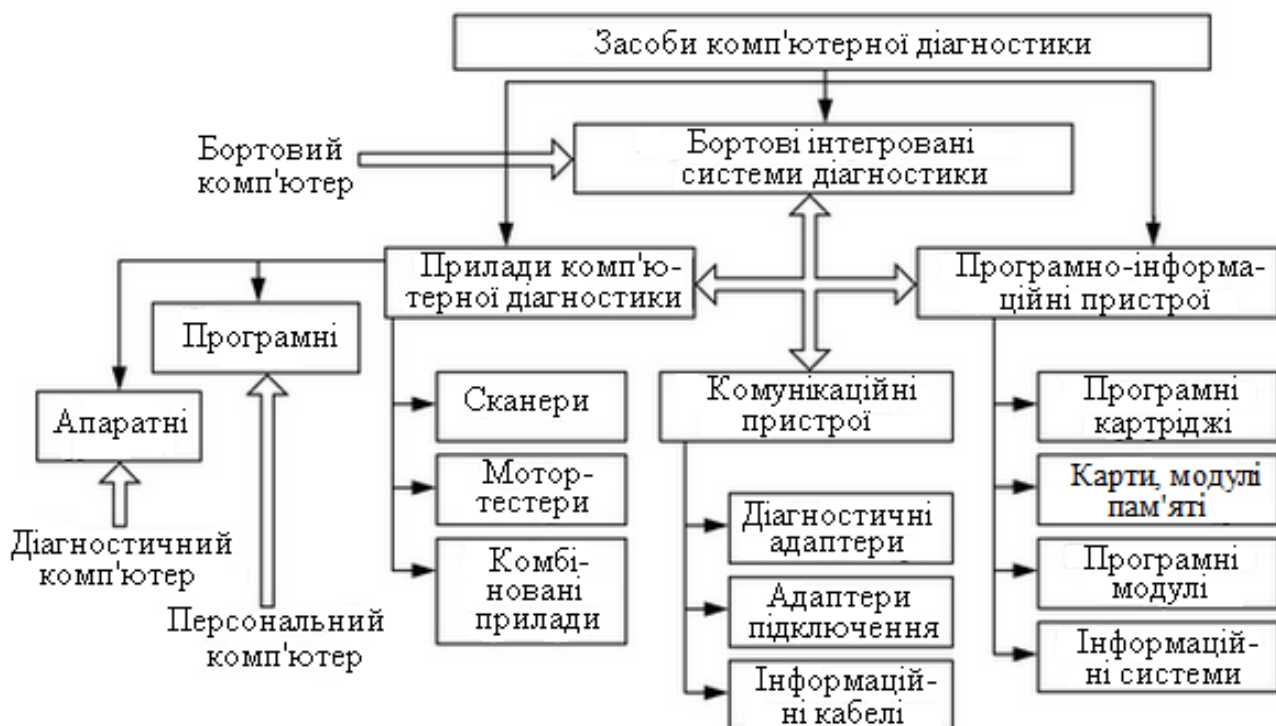 Засоби комп'ютерної діагностики
Бортовий
комп'ютер
Бортові інтегровані
системи діагностики
Прилади комп'ю-
терної діагностики
Програмно-інформа-
ційні пристрої
Програмні
Апаратні
Діагностичний
комп'ютер
Персональний
комп'ютер
Сканери
Мотор-
тестери
Комбі-
новані
прилади
Комунікаційні
пристрої
Діагностичні
адаптери
Адаптери
підключення
Інформацій-
ні кабелі
Програмні
картріджі
Карти, модулі
пам'яті
Програмні
модулі
Інформацій-
ні системи